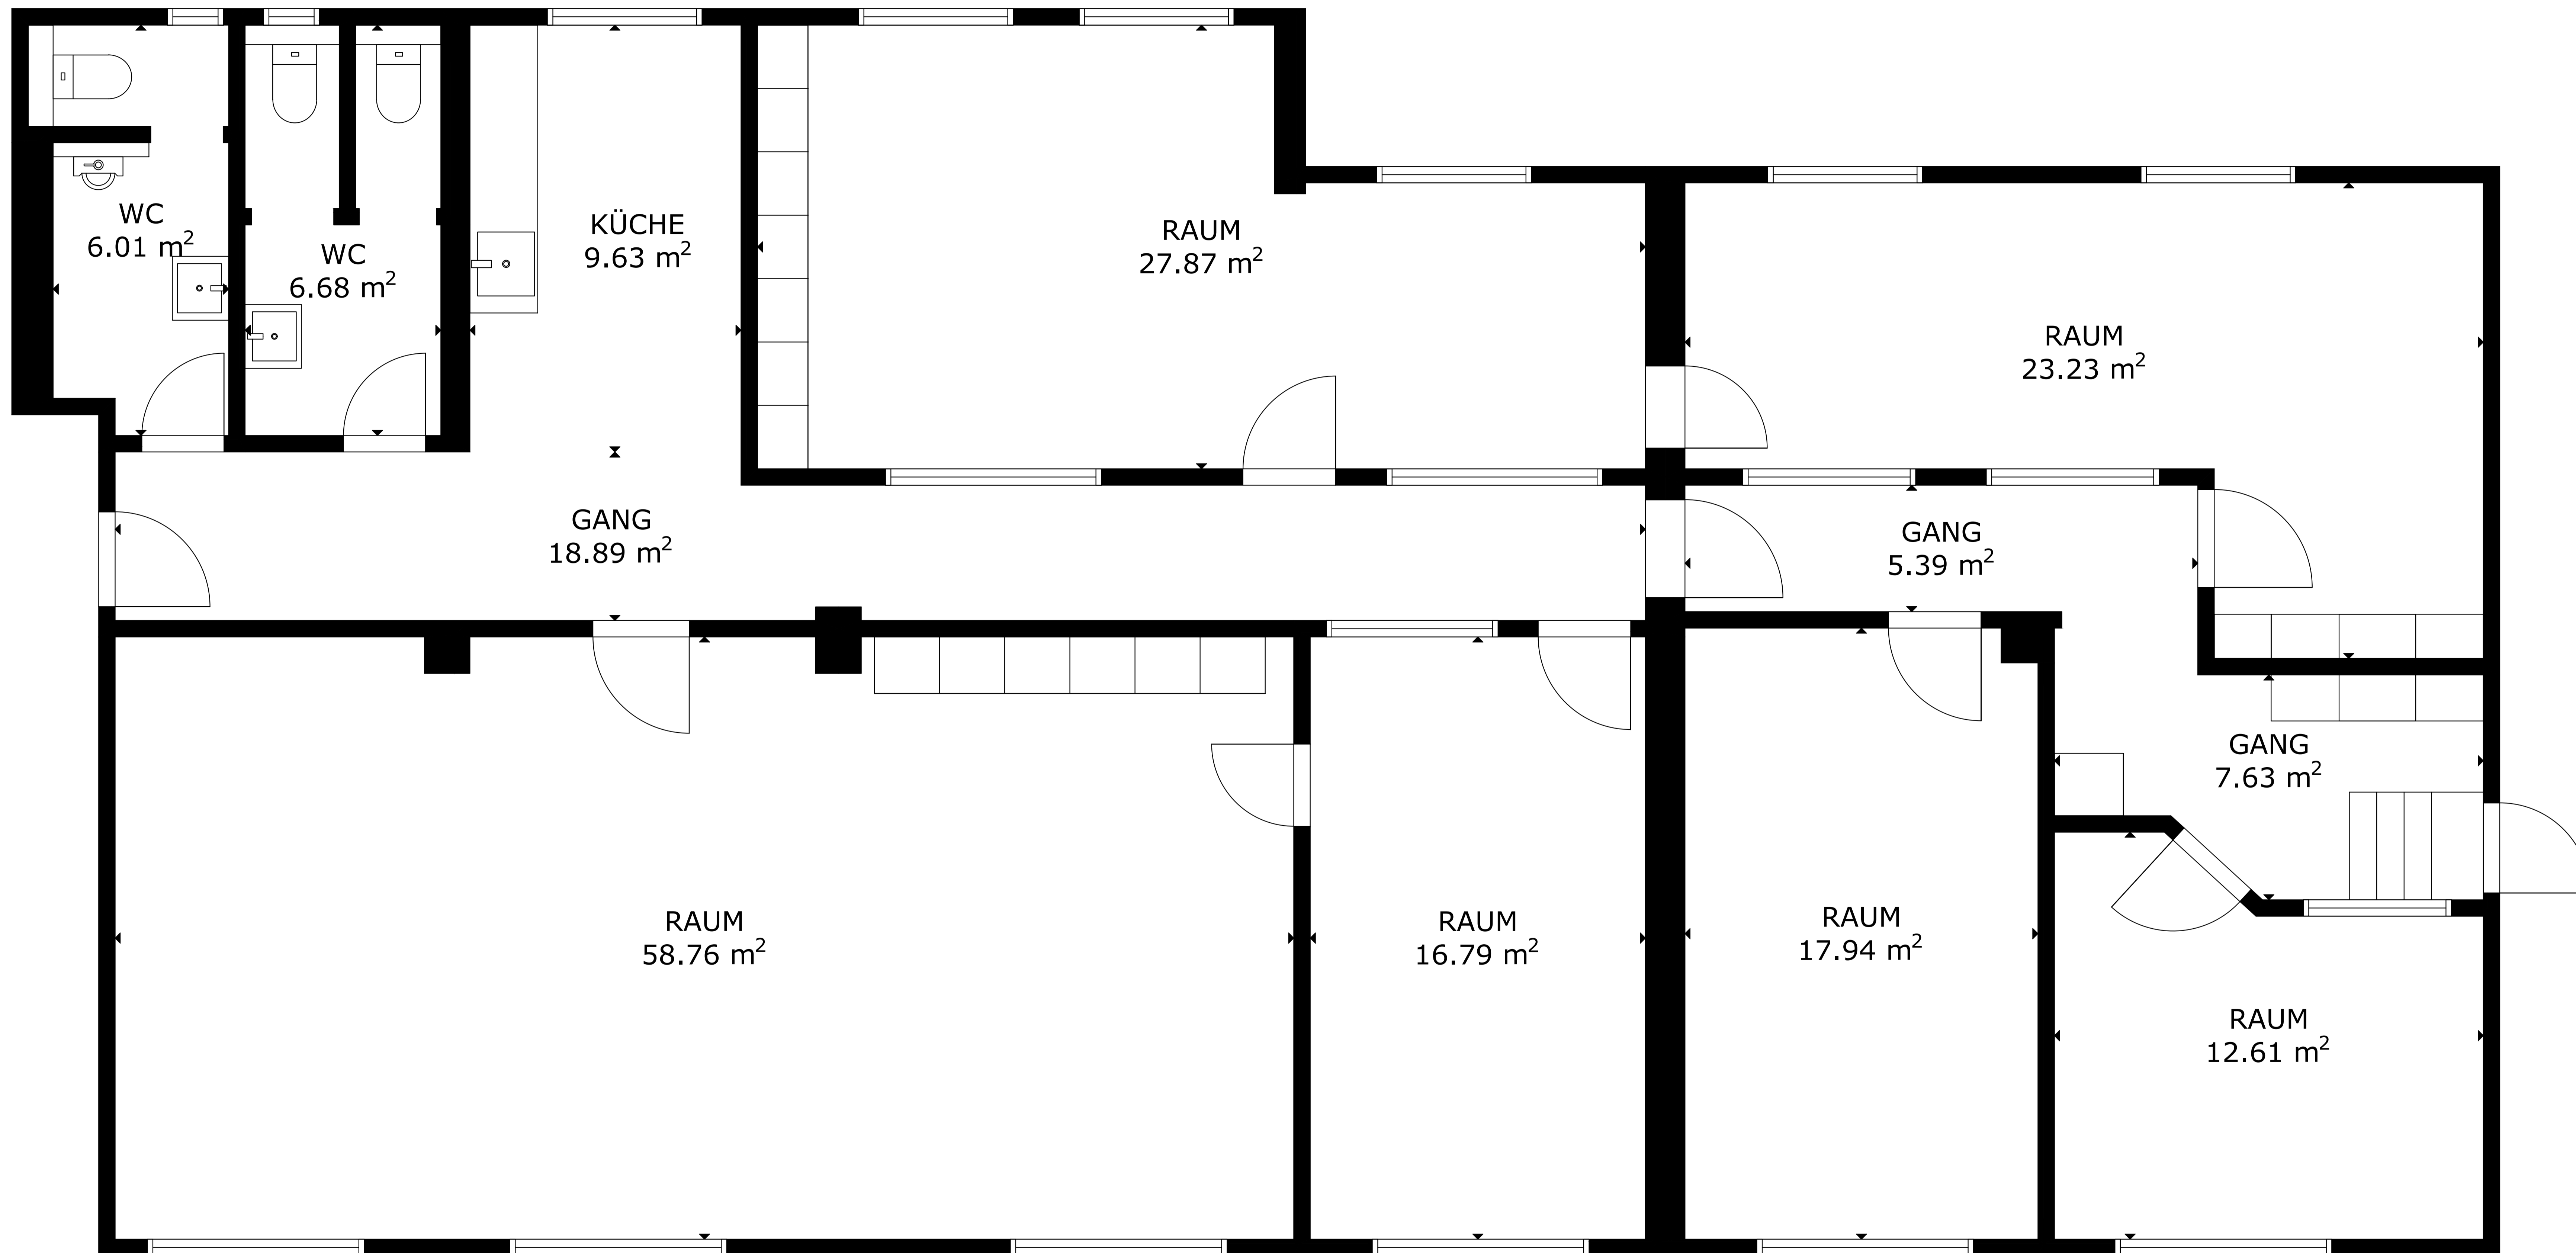 WC
6.01 m²
WC
6.68 m²
KÜCHE
9.63 m²
RAUM
27.87 m²
RAUM
23.23 m²
GANG
18.89 m²
GANG
5.39 m²
GANG
7.63 m²
RAUM
58.76 m²
RAUM
16.79 m²
RAUM
17.94 m²
RAUM
12.61 m²